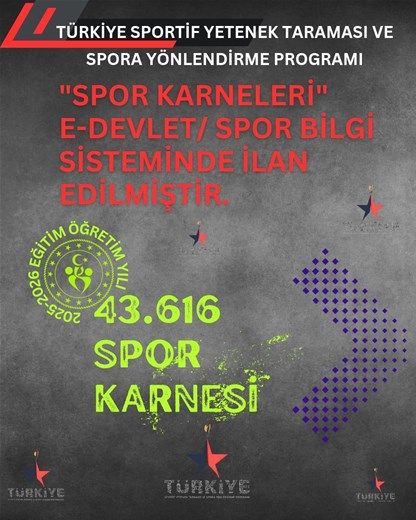 TÜRKİYE SPORTİF YETENEK TARAMASI VE
SPORA YÖNLENDİRME PROGRAMI
"SPOR KARNELERİ"
E-DEVLET/ SPOR BİLGİ
SİSTEMİNDE İLAN
EDİLMİŞTİR.
2025-2026 EĞİTİM ÖĞRETİM YILI
43.616
SPOR
KARNESİ
TÜRKİYE
TÜRKİYE
TÜRKİYE